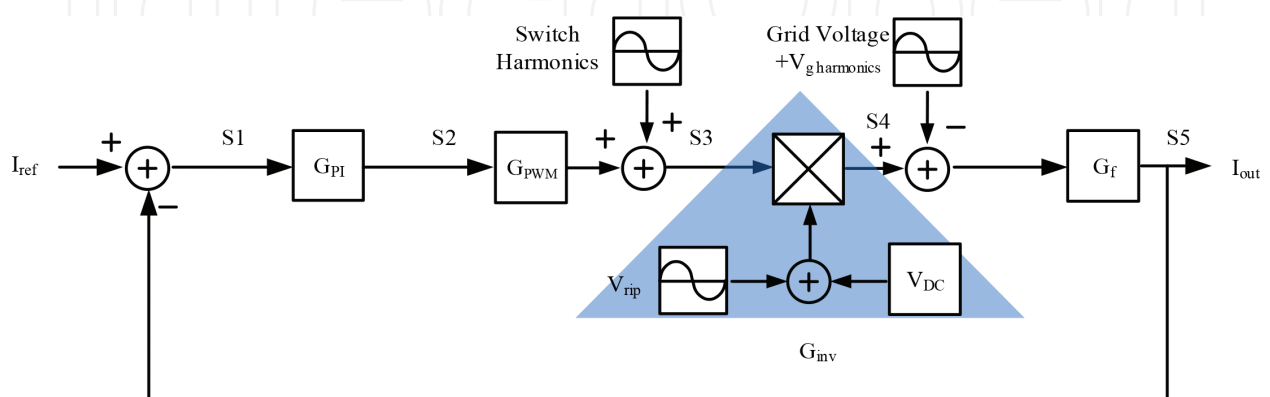 Switch
Harmonics
Grid Voltage
+Vg harmonics
+
Iref
S1
GPI
S2
GPWM
+
+
S3
S4
+
−
Gf
S5
Iout
+
−
+
Vrip
+
VDC
Ginv